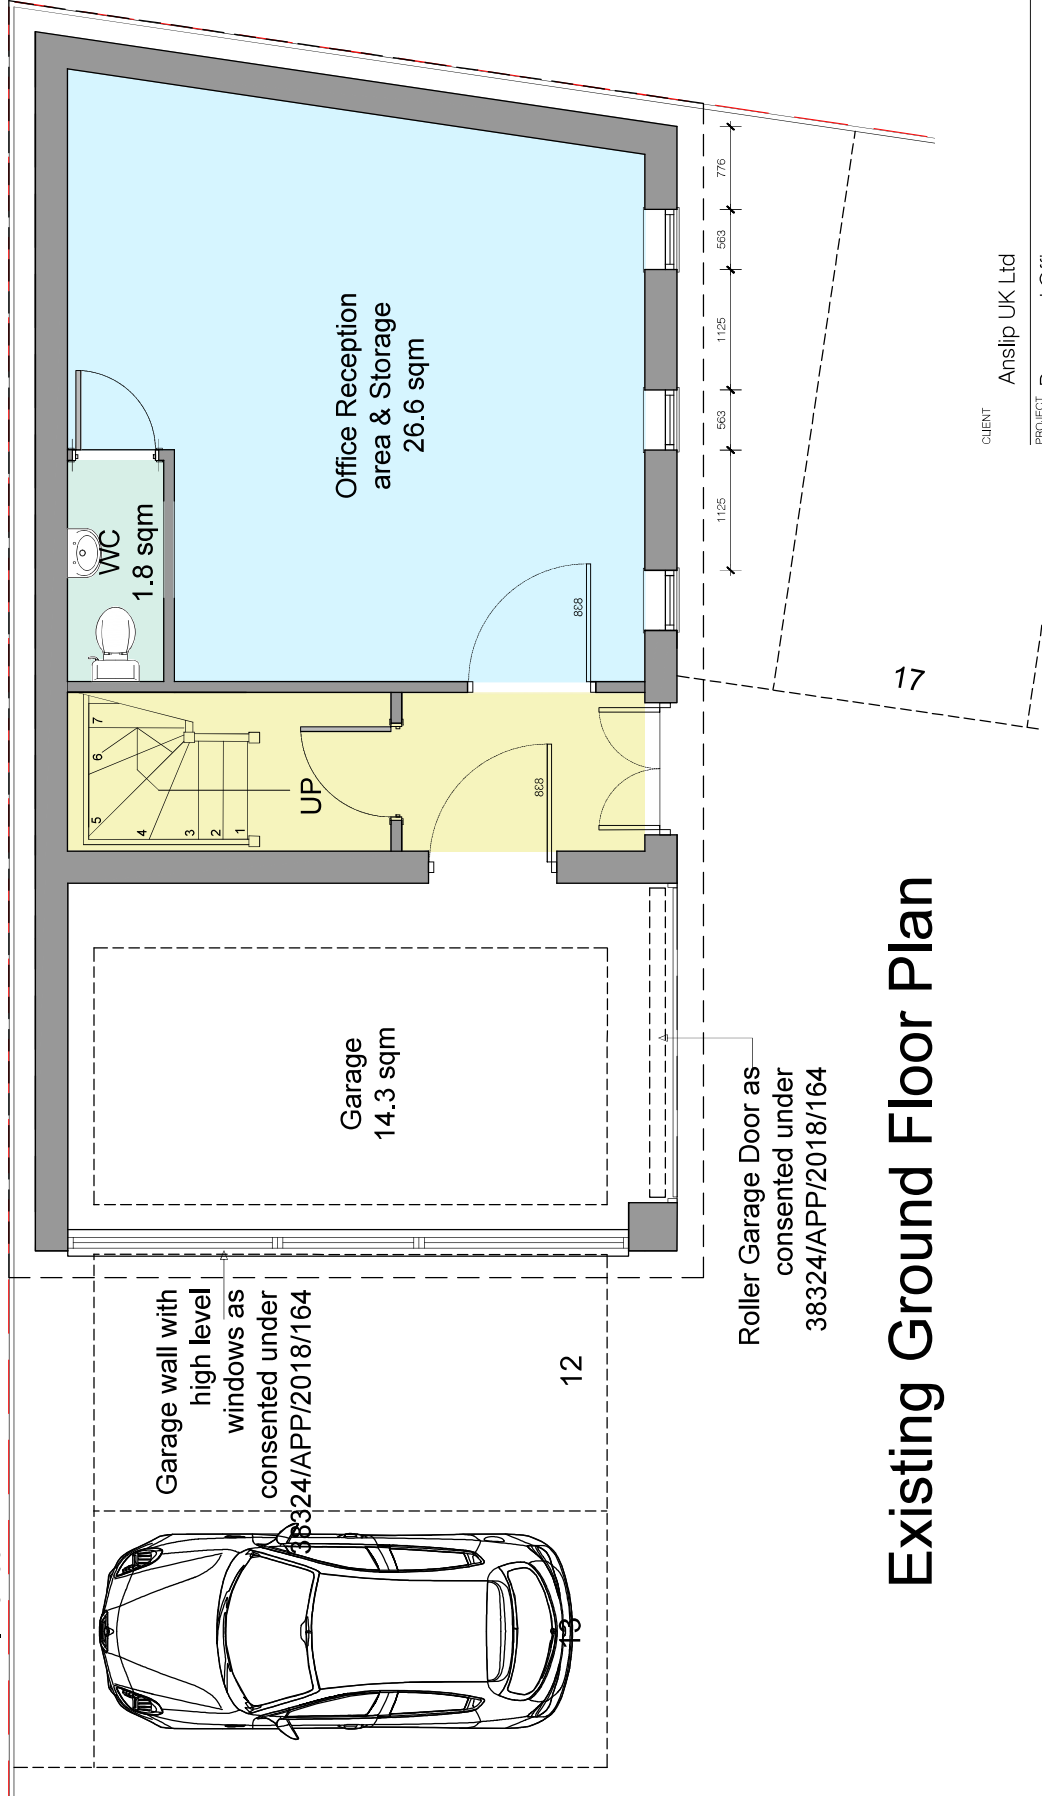 Office Reception
area & Storage
26.6 sqm
WC
1.8 sqm
UP
1
2
3
4
5
6
7
838
838
Garage
14.3 sqm
Garage wall with
high level
windows as
consented under
38324/APP/2018/164
Roller Garage Door as
consented under
38324/APP/2018/164
12
13
17
1125
563
1125
563
776
Existing Ground Floor Plan
CLIENT
Anslip UK Ltd
PROJECT